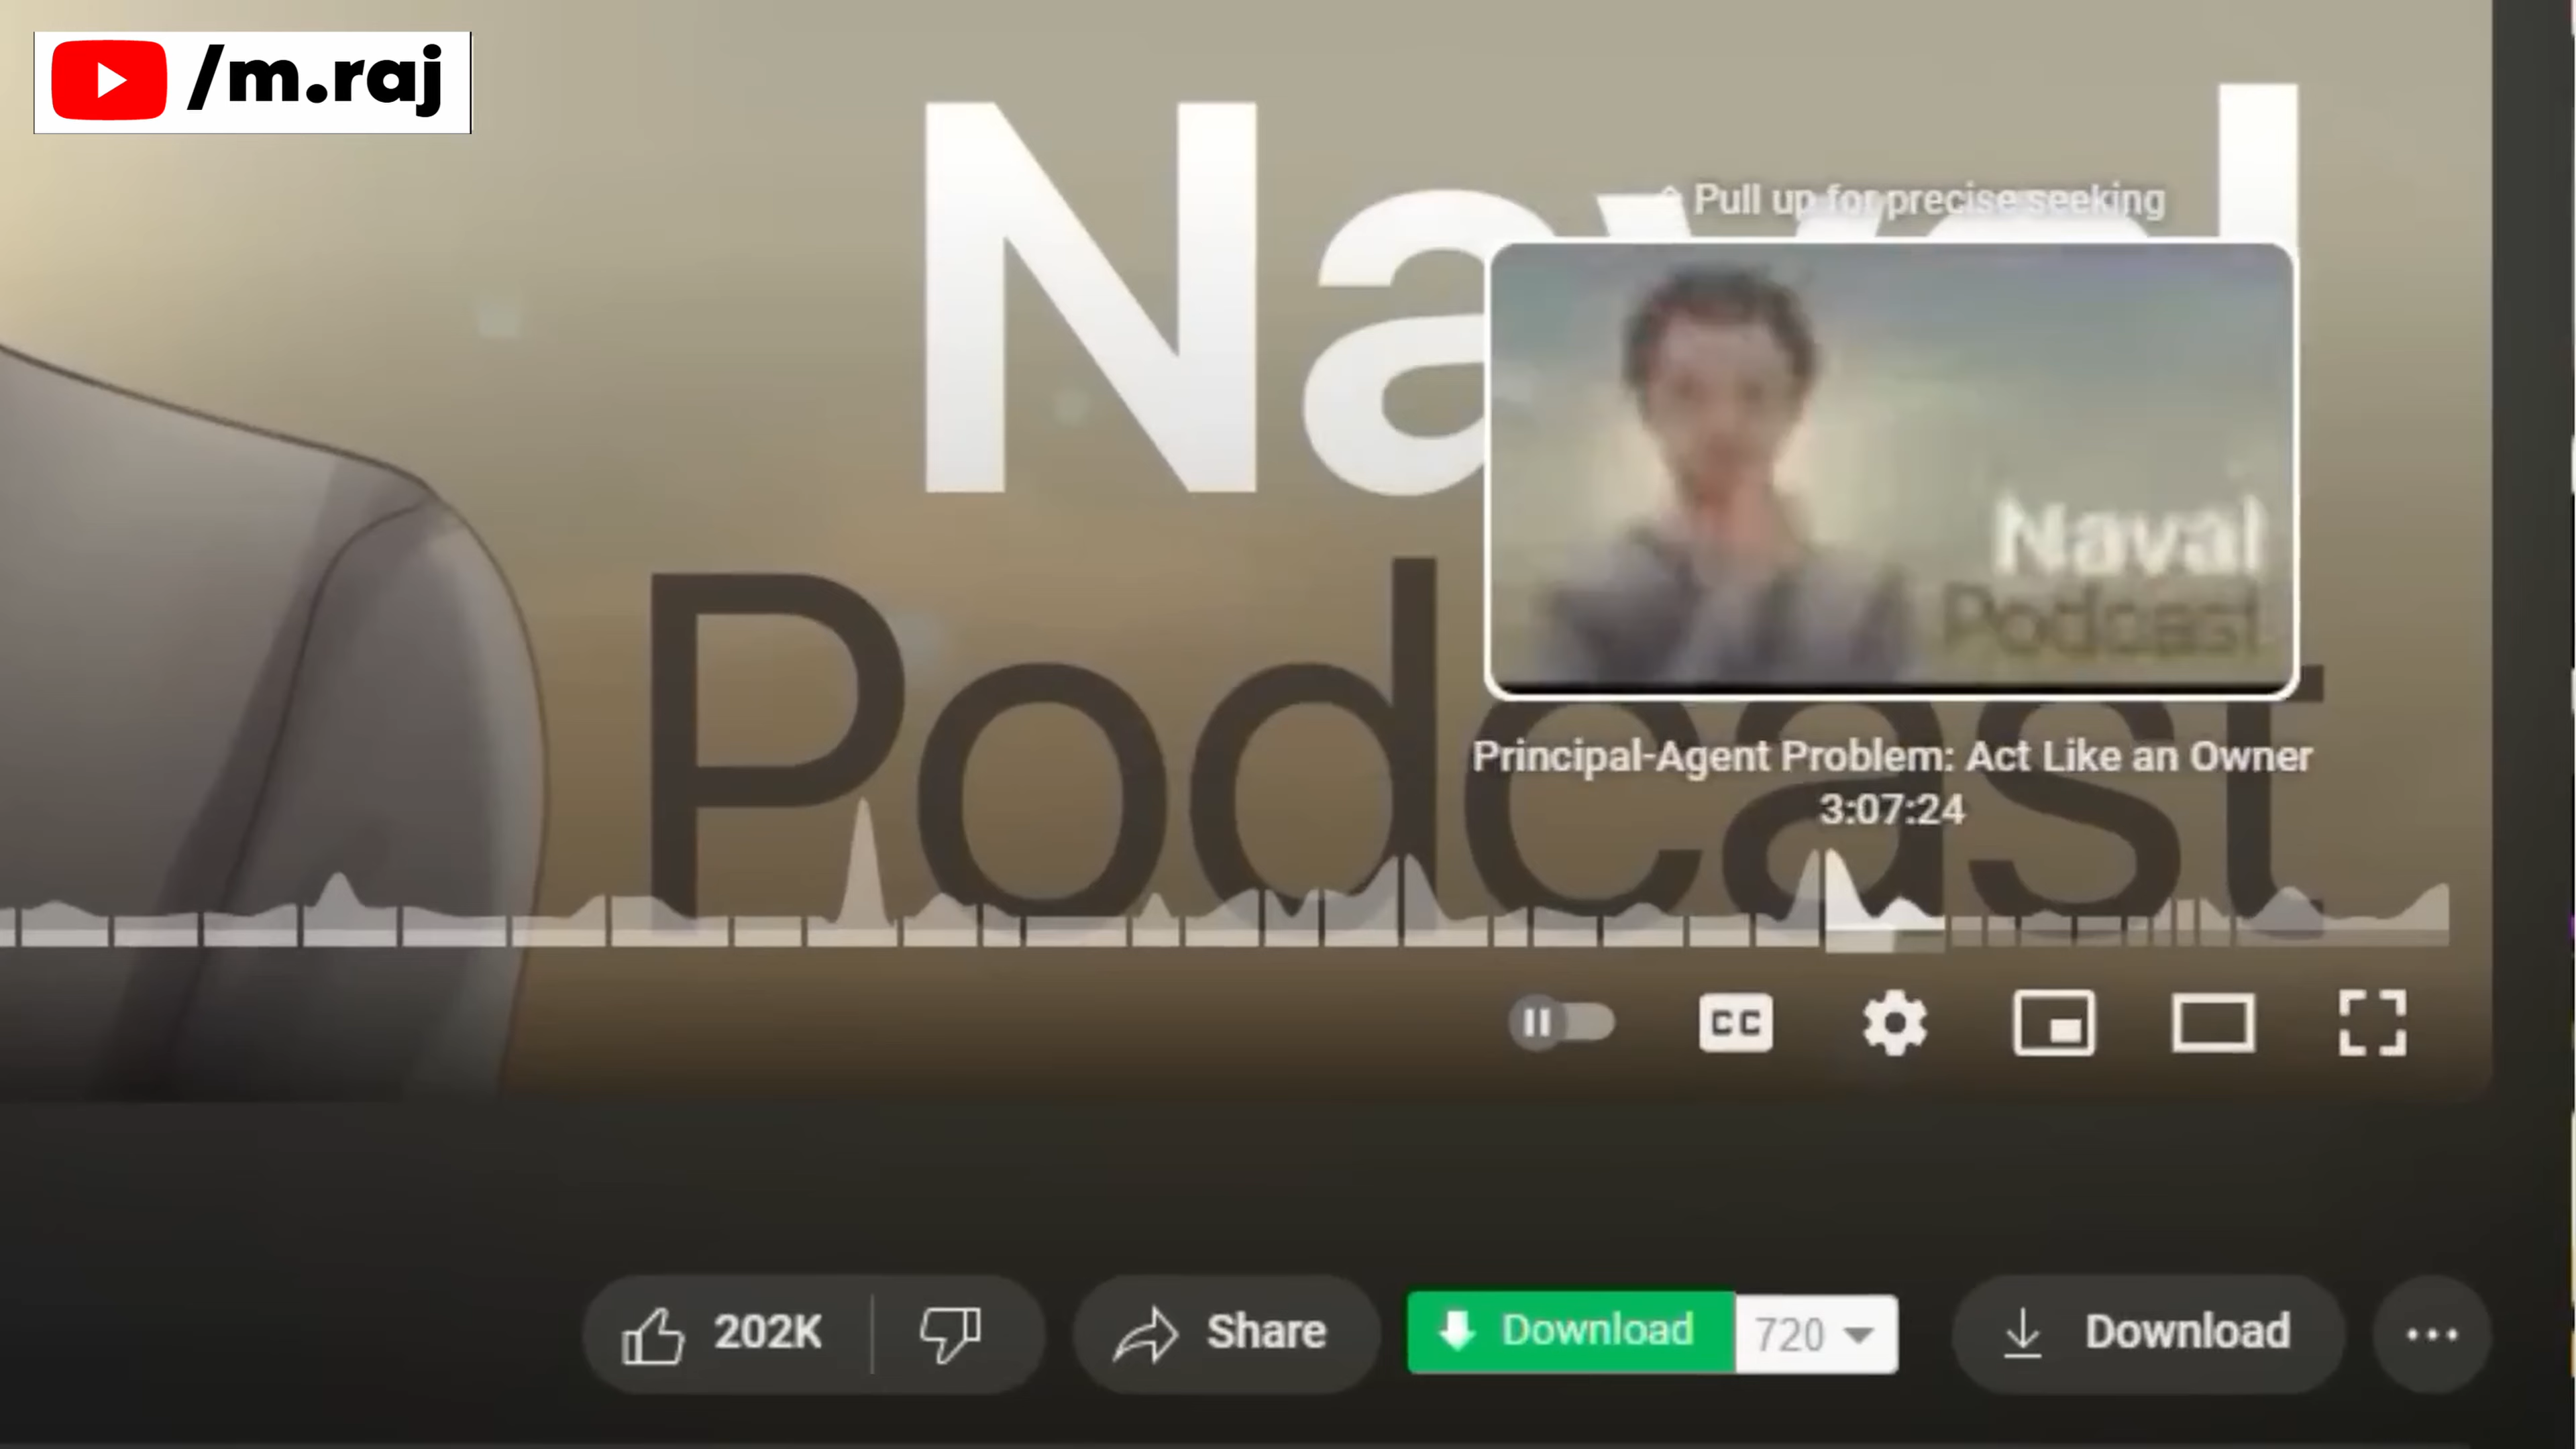 /m.raj
Naval
Pull up for precise seeking
Naval
Podcast
Podcast
Principal-Agent Problem: Act Like an Owner
3:07:24
CC
202K
Share
Download
720
Download